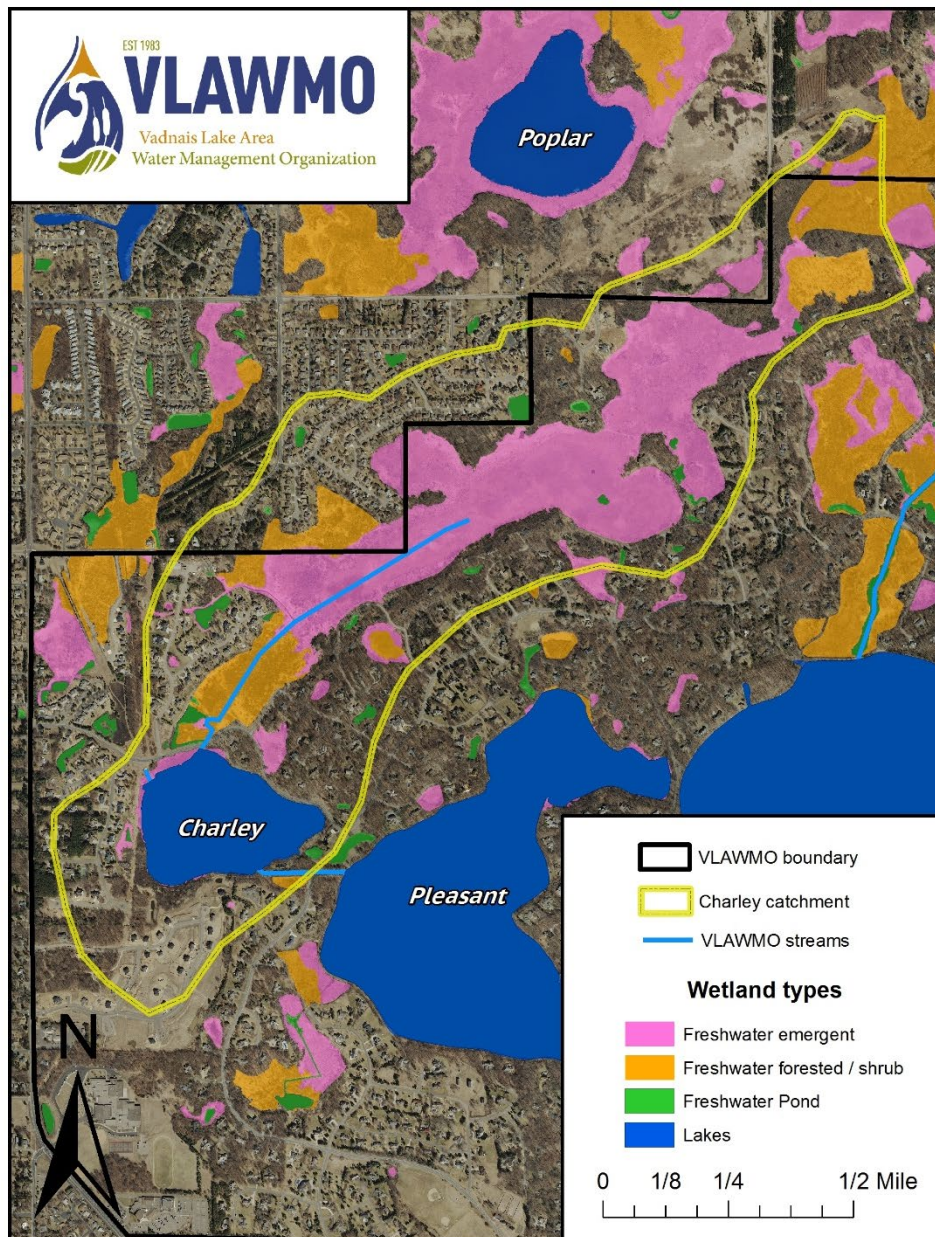 EST 1983
VLAWMO
Vadnais Lake Area
Water Management Organization
Poplar
Charley
Pleasant
VLAWMO boundary
Charley catchment
VLAWMO streams
Wetland types
Freshwater emergent
Freshwater forested / shrub
Freshwater Pond
Lakes
N
0 1/8 1/4 1/2 Mile